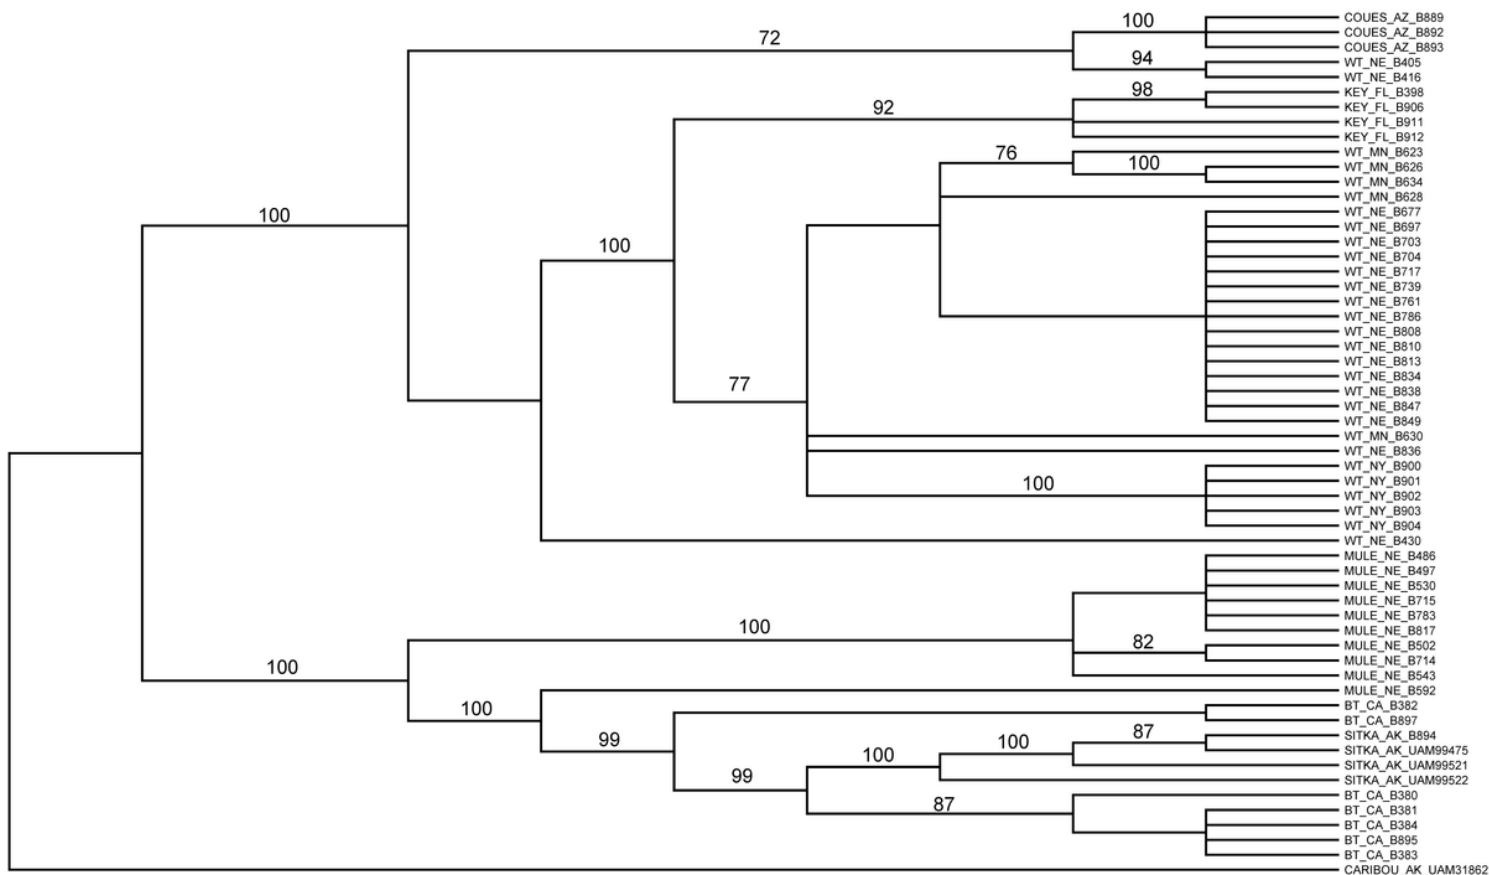 100
COUES_AZ_B889
COUES_AZ_B892
72
COUES_AZ_B893
94
WT_NE_B405
WT_NE_B416
98
KEY_FL_B398
92
KEY_FL_B906
KEY_FL_B911
KEY_FL_B912
76
WT_MN_B623
100
WT_MN_B626
WT_MN_B634
WT_MN_B628
100
WT_NE_B677
WT_NE_B697
100
WT_NE_B703
WT_NE_B704
WT_NE_B717
WT_NE_B739
WT_NE_B761
WT_NE_B786
WT_NE_B808
WT_NE_B810
WT_NE_B813
WT_NE_B834
77
WT_NE_B838
WT_NE_B847
WT_NE_B849
WT_MN_B630
WT_NE_B836
WT_NY_B900
100
WT_NY_B901
WT_NY_B902
WT_NY_B903
WT_NY_B904
WT_NE_B430
MULE_NE_B486
MULE_NE_B497
MULE_NE_B530
MULE_NE_B715
MULE_NE_B783
100
MULE_NE_B817
82
MULE_NE_B502
100
MULE_NE_B714
MULE_NE_B543
MULE_NE_B592
100
BT_CA_B382
BT_CA_B897
99
100
87
SITKA_AK_B894
SITKA_AK_UAM99475
100
SITKA_AK_UAM99521
99
SITKA_AK_UAM99522
BT_CA_B380
87
BT_CA_B381
BT_CA_B384
BT_CA_B895
BT_CA_B383
CARIBOU_AK_UAM31862